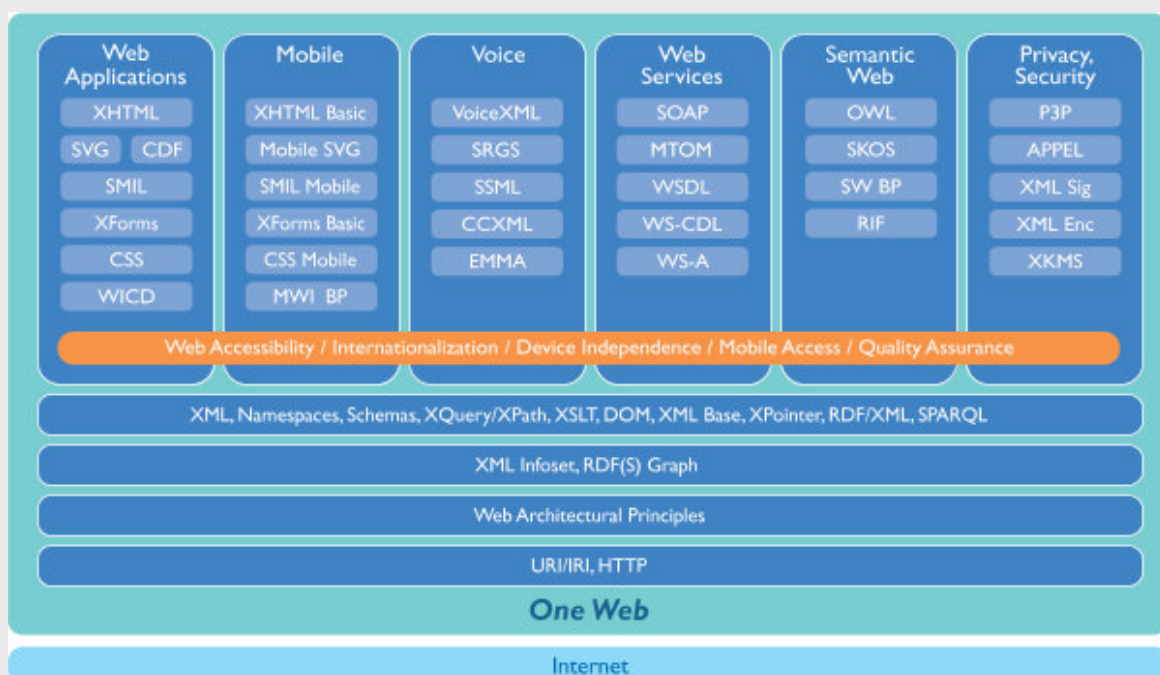 Web
Applications
XHTML
SVG CDF
SMIL
XForms
CSS
WICD
Mobile
XHTML Basic
Mobile SVG
SMIL Mobile
XForms Basic
CSS Mobile
MWI BP
Voice
VoiceXML
SRGS
SSML
CCXML
EMMA
Web
Services
SOAP
MTOM
WSDL
WS-CDL
WS-A
Semantic
Web
OWL
SKOS
SW BP
RIF
Privacy,
Security
P3P
APPEL
XML Sig
XML Enc
XKMS
Web Accessibility / Internationalization / Device Independence / Mobile Access / Quality Assurance
XML, Namespaces, Schemas, XQuery/XPath, XSLT, DOM, XML Base, XPointer, RDF/XML, SPARQL
XML Infoset, RDF(S) Graph
Web Architectural Principles
URI/IRI, HTTP
One Web
Internet